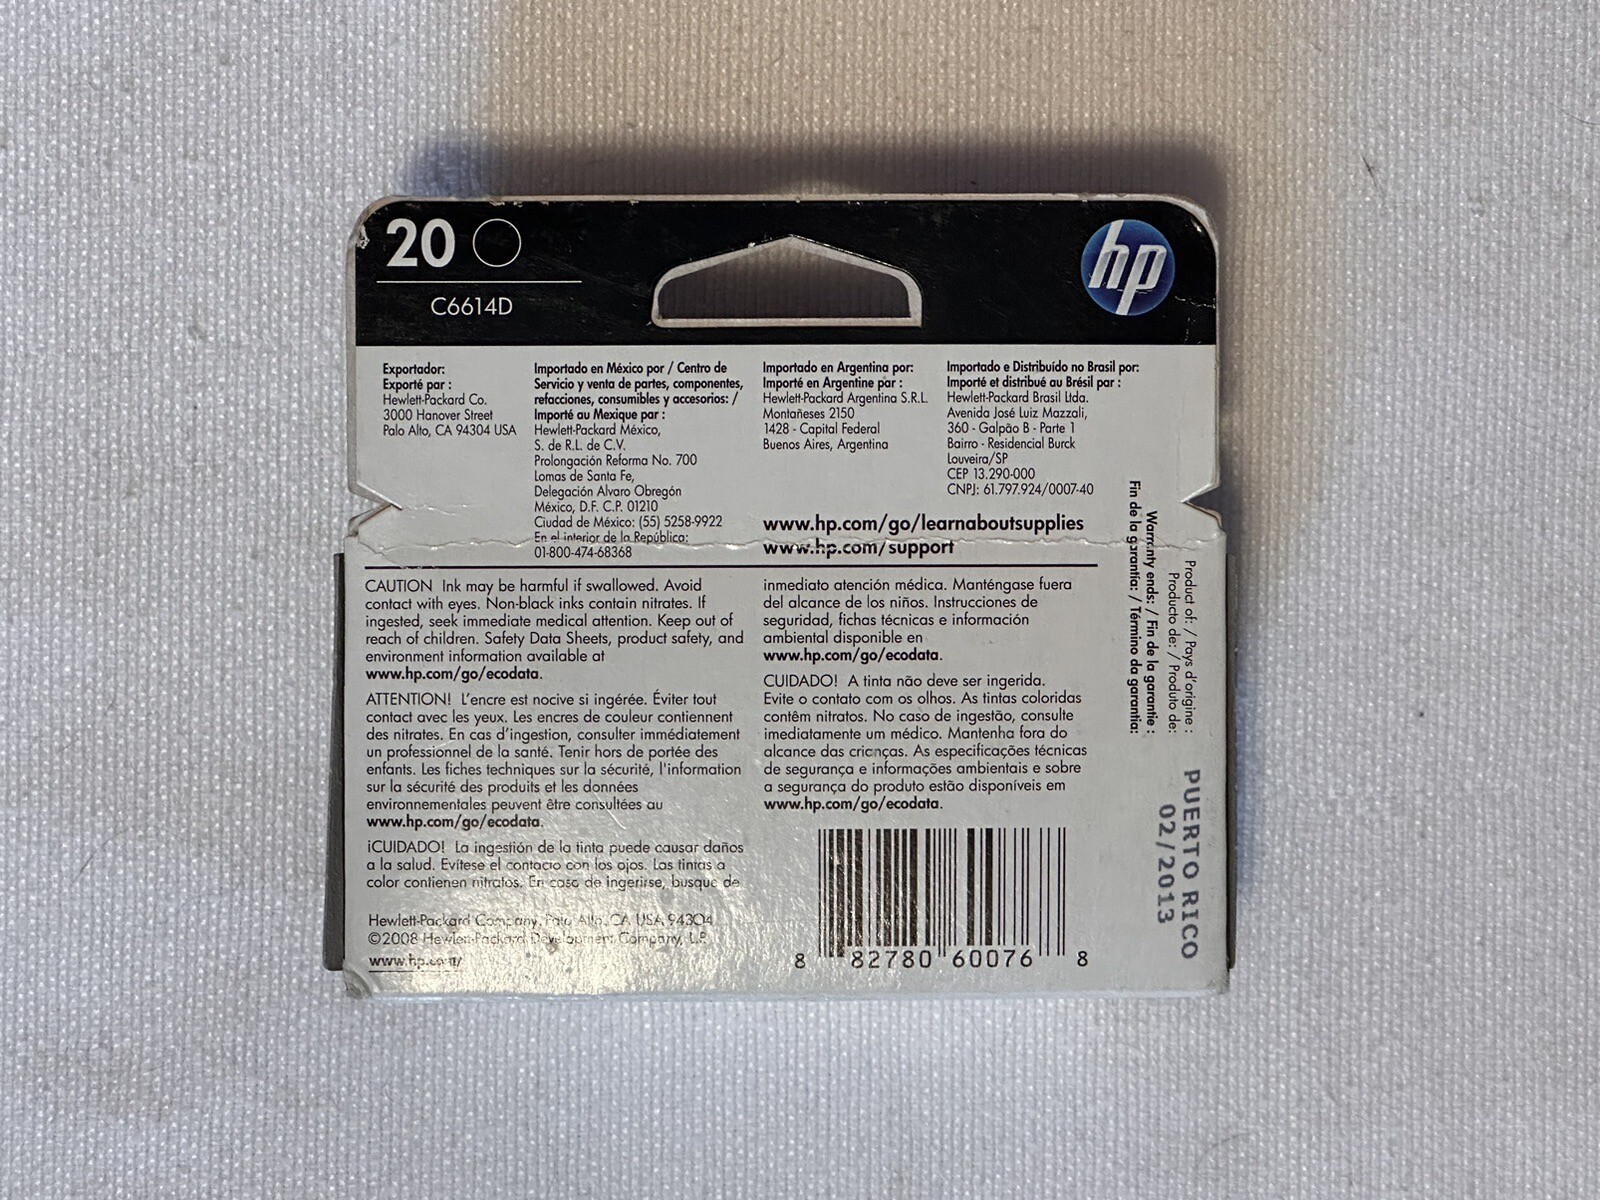 20
C6614D
hp
Exportador:
Exporté par :
Hewlett-Packard Co.
3000 Hanover Street
Palo Alto, CA 94304 USA
Importado en México por / Centro de
Servicio y venta de partes, componentes,
refacciones, consumibles y accesorios: /
Importé au Mexique par :
Hewlett-Packard México,
S. de R.L. de C.V.
Prolongación Reforma No. 700
Lomas de Santa Fe,
Delegación Alvaro Obregón
México, D.F. C.P. 01210
Ciudad de México: (55) 5258-9922
En el interior de la República:
01-800-474-68368
Importado en Argentina por:
Importé en Argentine par :
Hewlett-Packard Argentina S.R.L.
Montañeses 2150
1428 - Capital Federal
Buenos Aires, Argentina
Importado e Distribuído no Brasil por:
Importé et distribué au Brésil par :
Hewlett-Packard Brasil Ltda.
Avenida José Luiz Mazzali,
360 - Galpão B - Parte 1
Bairro - Residencial Burck
Louveira/SP
CEP 13.290-000
CNPJ: 61.797.924/0007-40
www.hp.com/go/learnaboutsupplies
www.hp.com/support
CAUTION Ink may be harmful if swallowed. Avoid
contact with eyes. Non-black inks contain nitrates. If
ingested, seek immediate medical attention. Keep out of
reach of children. Safety Data Sheets, product safety, and
environment information available at
www.hp.com/go/ecodata.
ATTENTION! L'encre est nocive si ingérée. Éviter tout
contact avec les yeux. Les encres de couleur contiennent
des nitrates. En cas d'ingestion, consulter immédiatement
un professionnel de la santé. Tenir hors de portée des
enfants. Les fiches techniques sur la sécurité, l'information
sur la sécurité des produits et les données
environnementales peuvent être consultées au
www.hp.com/go/ecodata.
¡CUIDADO! La ingestión de la tinta puede causar daños
a la salud. Evítese el contacto con los ojos. Las tintas a
color contienen nitratos. En caso de ingerirse, busque de
inmediato atención médica. Manténgase fuera
del alcance de los niños. Instrucciones de
seguridad, fichas técnicas e información
ambiental disponible en
www.hp.com/go/ecodata.
CUIDADO! A tinta não deve ser ingerida.
Evite o contato com os olhos. As tintas coloridas
contêm nitratos. No caso de ingestão, consulte
imediatamente um médico. Mantenha fora do
alcance das crianças. As especificações técnicas
de segurança e informações ambientais e sobre
a segurança do produto estão disponíveis em
www.hp.com/go/ecodata.
Hewlett-Packard Company, Palo Alto, CA USA 94304
©2008 Hewlett-Packard Development Company, L.P.
www.hp.com/
8 82780 60076 8
Product of: / Pays d'origine :
Producto de: / Produto de:
Warranty ends: / Fin de la garantie :
Fin de la garantía: / Término da garantia:
PUERTO RICO
02/2013